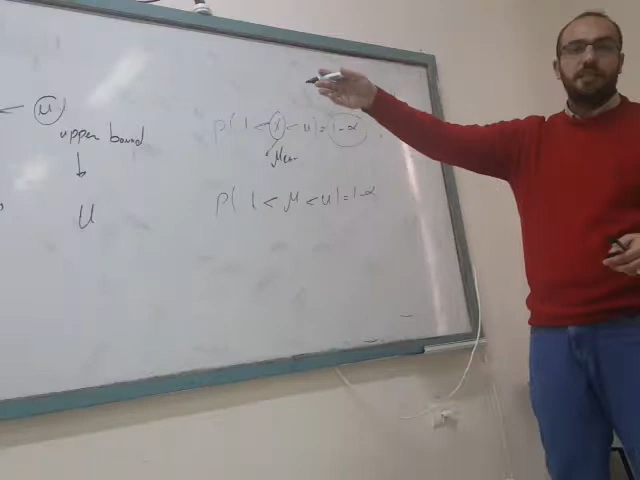 ← μ
upper bound
↓
U
P( l < γ < u ) = 1-α
Mean
P( l < μ < u ) = 1-α